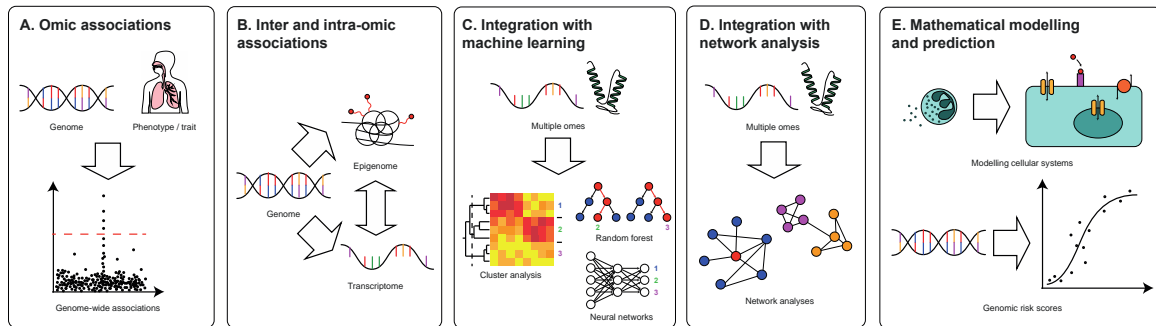 A. Omic associations
Genome
Phenotype / trait
Genome-wide associations
B. Inter and intra-omic
associations
Epigenome
Genome
Transcriptome
C. Integration with
machine learning
Multiple omes
1
2
3
Cluster analysis
2
3
Random forest
1
2
3
Neural networks
D. Integration with
network analysis
Multiple omes
Network analyses
E. Mathematical modelling
and prediction
Modelling cellular systems
Genomic risk scores